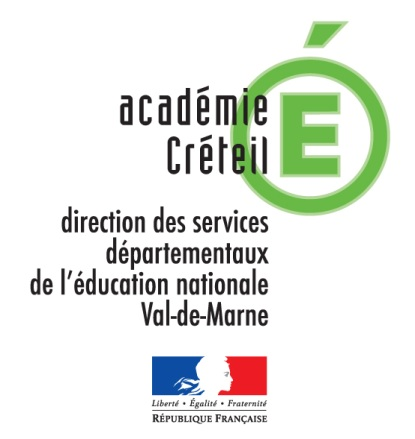 académie
Créteil
É
direction des services
départementaux
de l'éducation nationale
Val-de-Marne
Liberté • Égalité • Fraternité
RÉPUBLIQUE FRANÇAISE